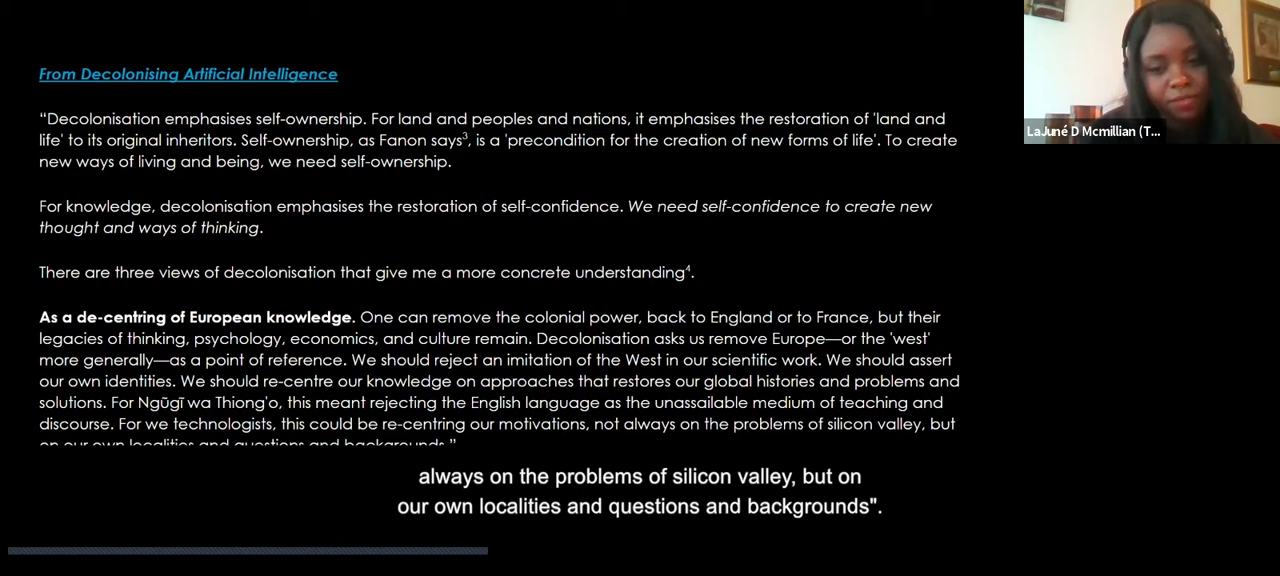 From Decolonising Artificial Intelligence
“Decolonisation emphasises self-ownership. For land and peoples and nations, it emphasises the restoration of 'land and
life' to its original inheritors. Self-ownership, as Fanon says³, is a 'precondition for the creation of new forms of life'. To create
new ways of living and being, we need self-ownership.
For knowledge, decolonisation emphasises the restoration of self-confidence. We need self-confidence to create new
thought and ways of thinking.
There are three views of decolonisation that give me a more concrete understanding⁴.
As a de-centring of European knowledge. One can remove the colonial power, back to England or to France, but their
legacies of thinking, psychology, economics, and culture remain. Decolonisation asks us remove Europe—or the 'west'
more generally—as a point of reference. We should reject an imitation of the West in our scientific work. We should assert
our own identities. We should re-centre our knowledge on approaches that restores our global histories and problems and
solutions. For Ngũgĩ wa Thiong'o, this meant rejecting the English language as the unassailable medium of teaching and
discourse. For we technologists, this could be re-centring our motivations, not always on the problems of silicon valley, but
on our own localities and questions and backgrounds.”
always on the problems of silicon valley, but on
our own localities and questions and backgrounds".
LaJuné D Mcmillian (T...